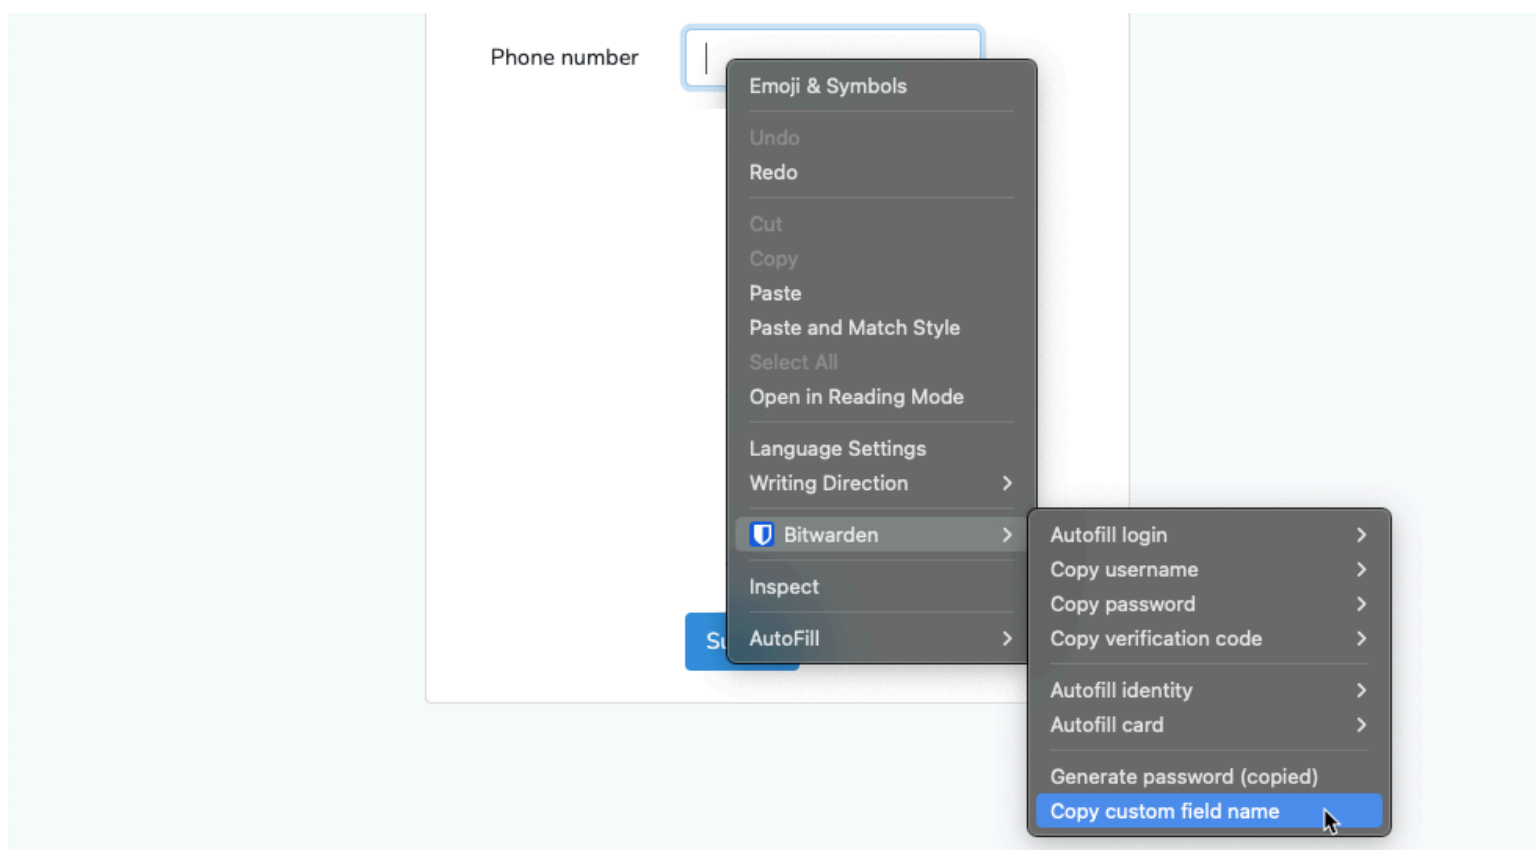 Phone number
Emoji & Symbols
Undo
Redo
Cut
Copy
Paste
Paste and Match Style
Select All
Open in Reading Mode
Language Settings
Writing Direction
Bitwarden
Inspect
AutoFill
Autofill login
Copy username
Copy password
Copy verification code
Autofill identity
Autofill card
Generate password (copied)
Copy custom field name